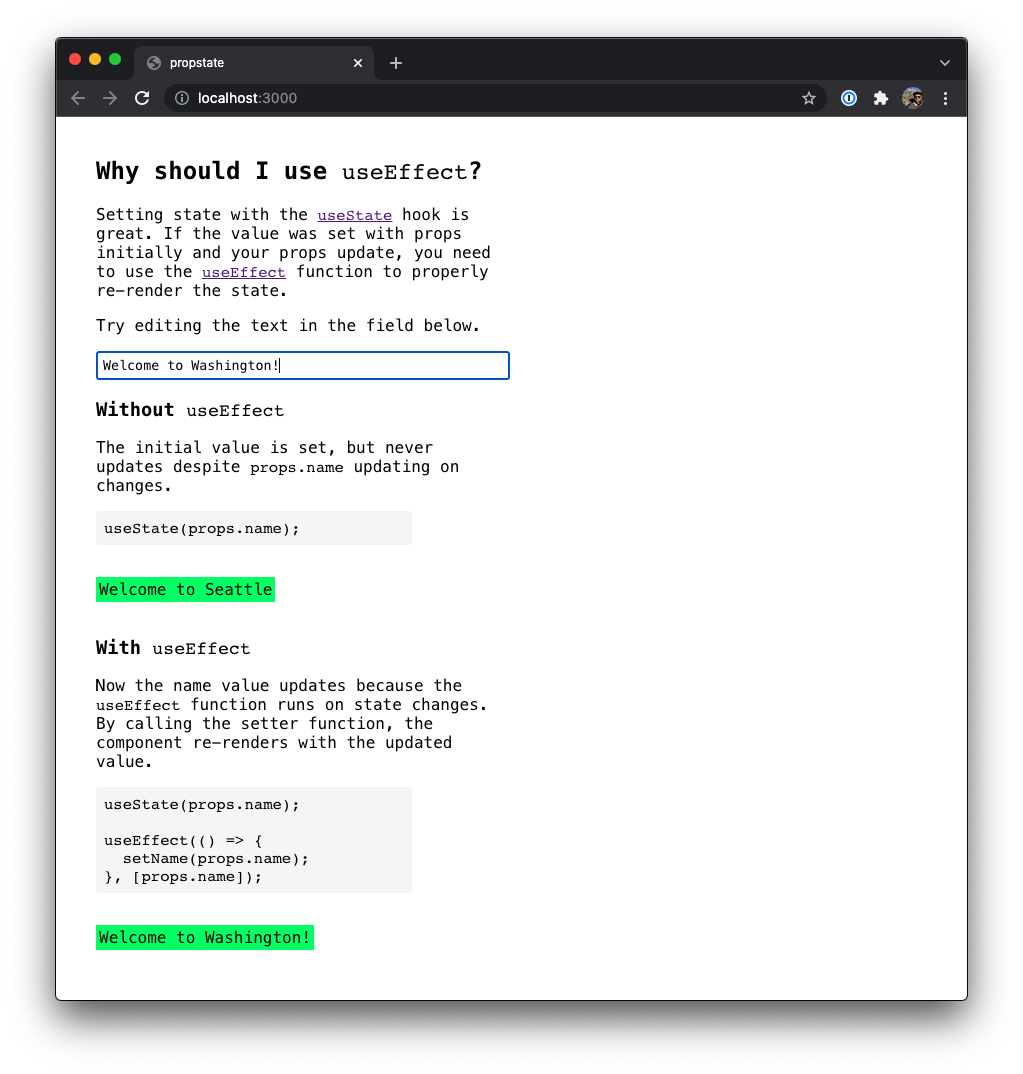 propstate
localhost:3000
Why should I use useEffect?
Setting state with the useState hook is
great. If the value was set with props
initially and your props update, you need
to use the useEffect function to properly
re-render the state.
Try editing the text in the field below.
Welcome to Washington!
Without useEffect
The initial value is set, but never
updates despite props.name updating on
changes.
useState(props.name);
Welcome to Seattle
With useEffect
Now the name value updates because the
useEffect function runs on state changes.
By calling the setter function, the
component re-renders with the updated
value.
useState(props.name);
useEffect(() => {
  setName(props.name);
}, [props.name]);
Welcome to Washington!